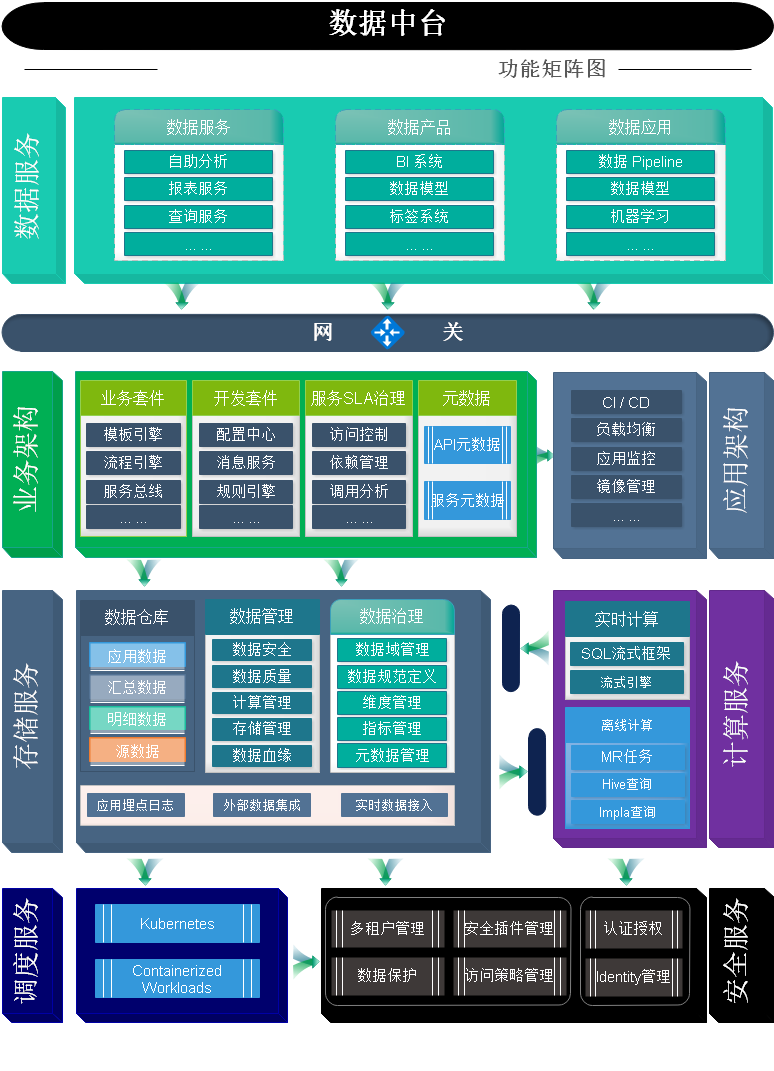 数据中台
功能矩阵图
数据服务
数据服务
自助分析
报表服务
查询服务
... ...
数据产品
BI 系统
数据模型
标签系统
... ...
数据应用
数据 Pipeline
数据模型
机器学习
... ...
网 关
业务架构
业务套件
模板引擎
流程引擎
服务总线
... ...
开发套件
配置中心
消息服务
规则引擎
... ...
服务SLA治理
访问控制
依赖管理
调用分析
... ...
元数据
API元数据
服务元数据
CI / CD
负载均衡
应用监控
镜像管理
... ...
应用架构
存储服务
数据仓库
应用数据
汇总数据
明细数据
源数据
数据管理
数据安全
数据质量
计算管理
存储管理
数据血缘
数据治理
数据域管理
数据规范定义
维度管理
指标管理
元数据管理
应用埋点日志
外部数据集成
实时数据接入
实时计算
SQL流式框架
流式引擎
离线计算
MR任务
Hive查询
Impla查询
计算服务
调度服务
Kubernetes
Containerized
Workloads
多租户管理
安全插件管理
数据保护
访问策略管理
认证授权
Identity管理
安全服务